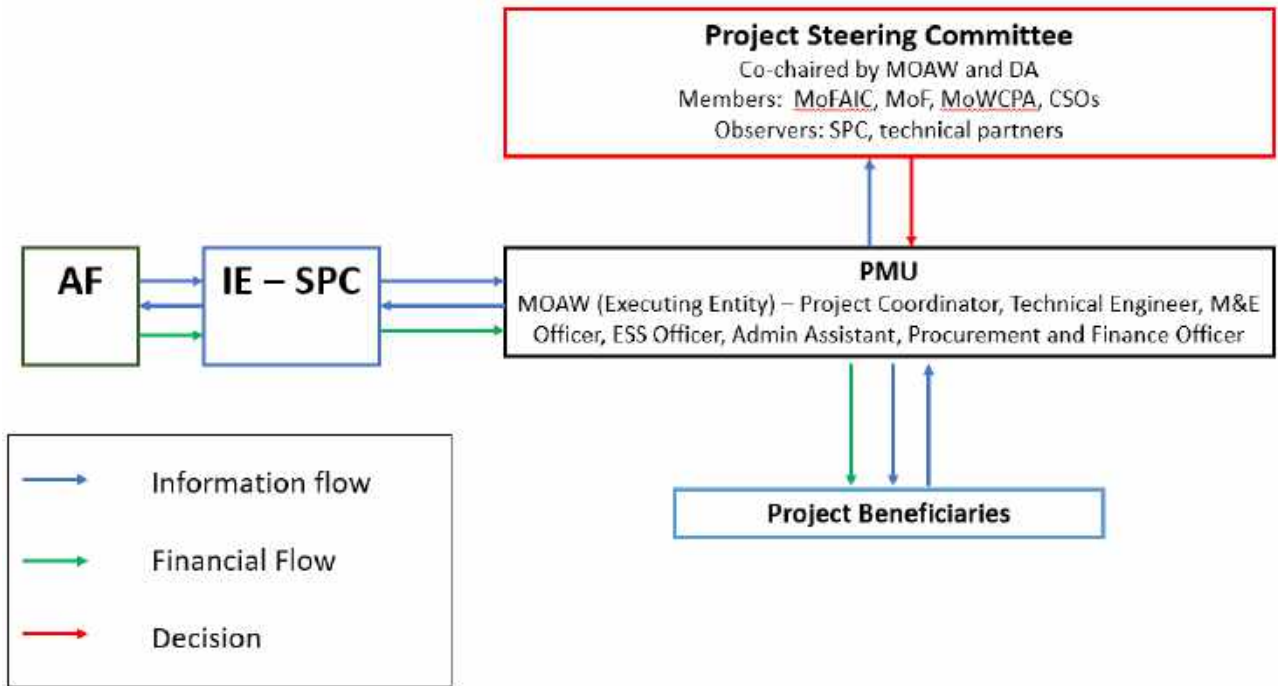 Project Steering Committee
Co-chaired by MOAW and DA
Members: MoFAIC, MoF, MoWCPA, CSOs
Observers: SPC, technical partners
AF
IE – SPC
PMU
MOAW (Executing Entity) – Project Coordinator, Technical Engineer, M&E
Officer, ESS Officer, Admin Assistant, Procurement and Finance Officer
Project Beneficiaries
Information flow
Financial Flow
Decision